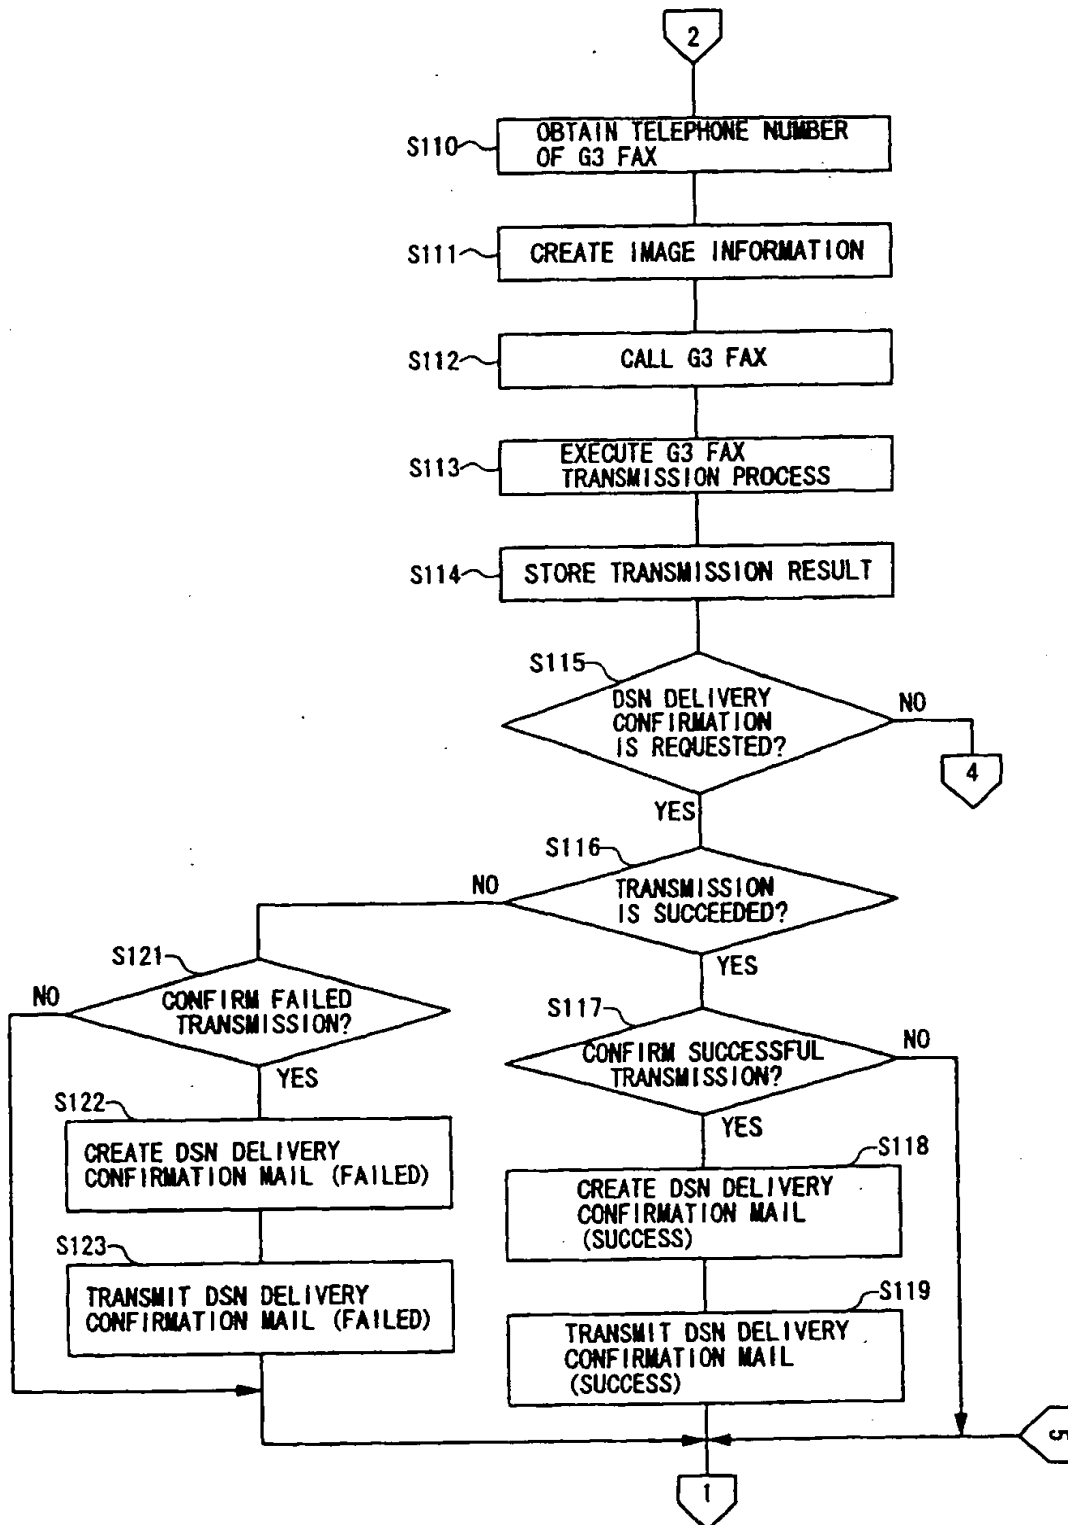 2
S110
OBTAIN TELEPHONE NUMBER
OF G3 FAX
S111
CREATE IMAGE INFORMATION
S112
CALL G3 FAX
S113
EXECUTE G3 FAX
TRANSMISSION PROCESS
S114
STORE TRANSMISSION RESULT
S115
DSN DELIVERY
CONFIRMATION
IS REQUESTED?
NO
4
YES
S116
TRANSMISSION
IS SUCCEEDED?
NO
YES
S121
CONFIRM FAILED
TRANSMISSION?
NO
YES
S117
CONFIRM SUCCESSFUL
TRANSMISSION?
NO
YES
S122
CREATE DSN DELIVERY
CONFIRMATION MAIL (FAILED)
S118
CREATE DSN DELIVERY
CONFIRMATION MAIL
(SUCCESS)
S123
TRANSMIT DSN DELIVERY
CONFIRMATION MAIL (FAILED)
S119
TRANSMIT DSN DELIVERY
CONFIRMATION MAIL
(SUCCESS)
5
1